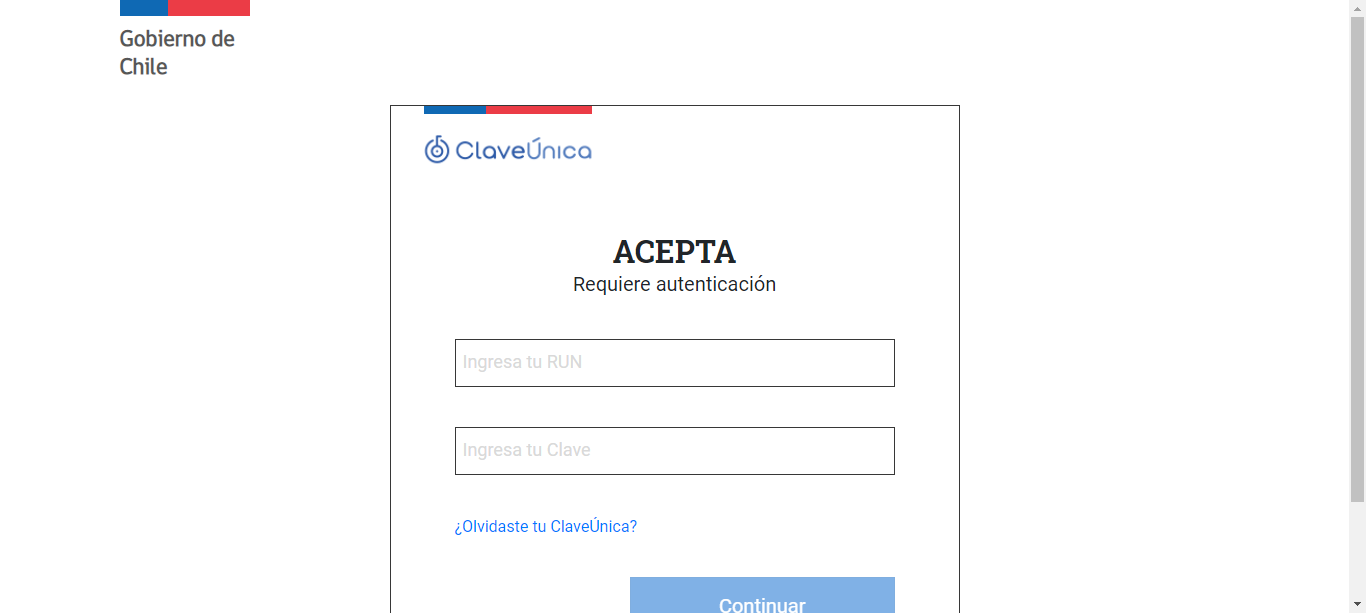 Gobierno de
Chile
ClaveÚnica
ACEPTA
Requiere autenticación
Ingresa tu RUN
Ingresa tu Clave
¿Olvidaste tu ClaveÚnica?
Continuar